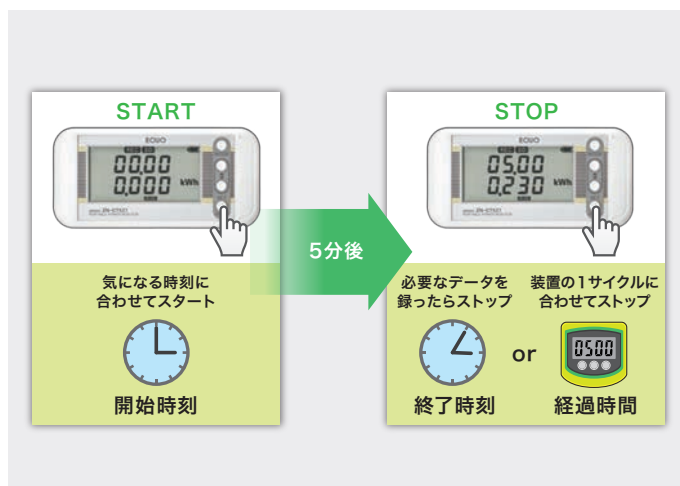 START
EQUO
00.00
0.000 kWh
気になる時刻に
合わせてスタート
開始時刻
5分後
STOP
EQUO
05.00
0.230 kWh
必要なデータを
録ったらストップ
終了時刻
or
装置の1サイクルに
合わせてストップ
0500
経過時間